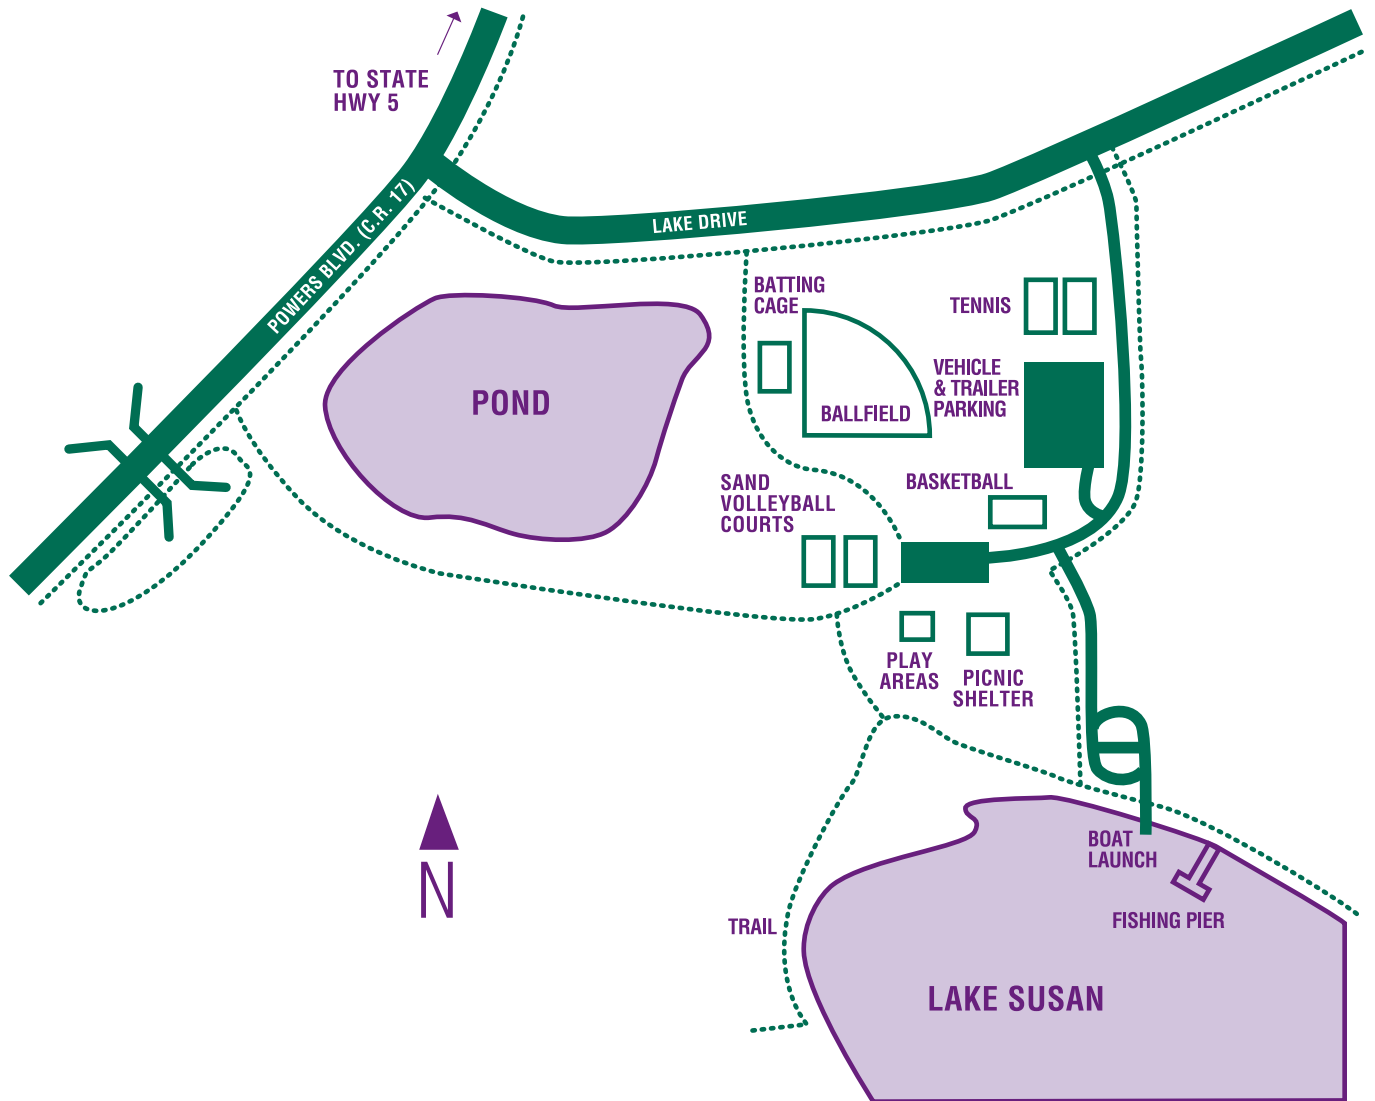 TO STATE
HWY 5
POWERS BLVD. (C.R. 17)
LAKE DRIVE
BATTING
CAGE
TENNIS
VEHICLE
& TRAILER
PARKING
POND
BALLFIELD
SAND
VOLLEYBALL
COURTS
BASKETBALL
PLAY
AREAS
PICNIC
SHELTER
N
BOAT
LAUNCH
FISHING PIER
TRAIL
LAKE SUSAN